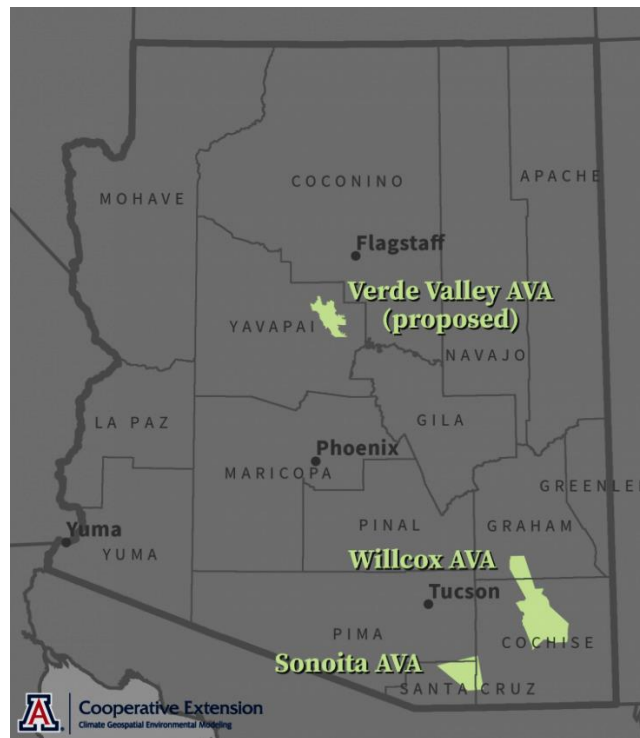 COCONINO
APACHE
MOHAVE
Flagstaff
Verde Valley AVA
(proposed)
YAVAPAI
NAVAJO
LA PAZ
GILA
Phoenix
MARICOPA
GREENLEE
PINAL
GRAHAM
Yuma
YUMA
Willcox AVA
Tucson
PIMA
COCHISE
Sonoita AVA
SANTA CRUZ
A
Cooperative Extension
Climate Geospatial Environmental Modeling